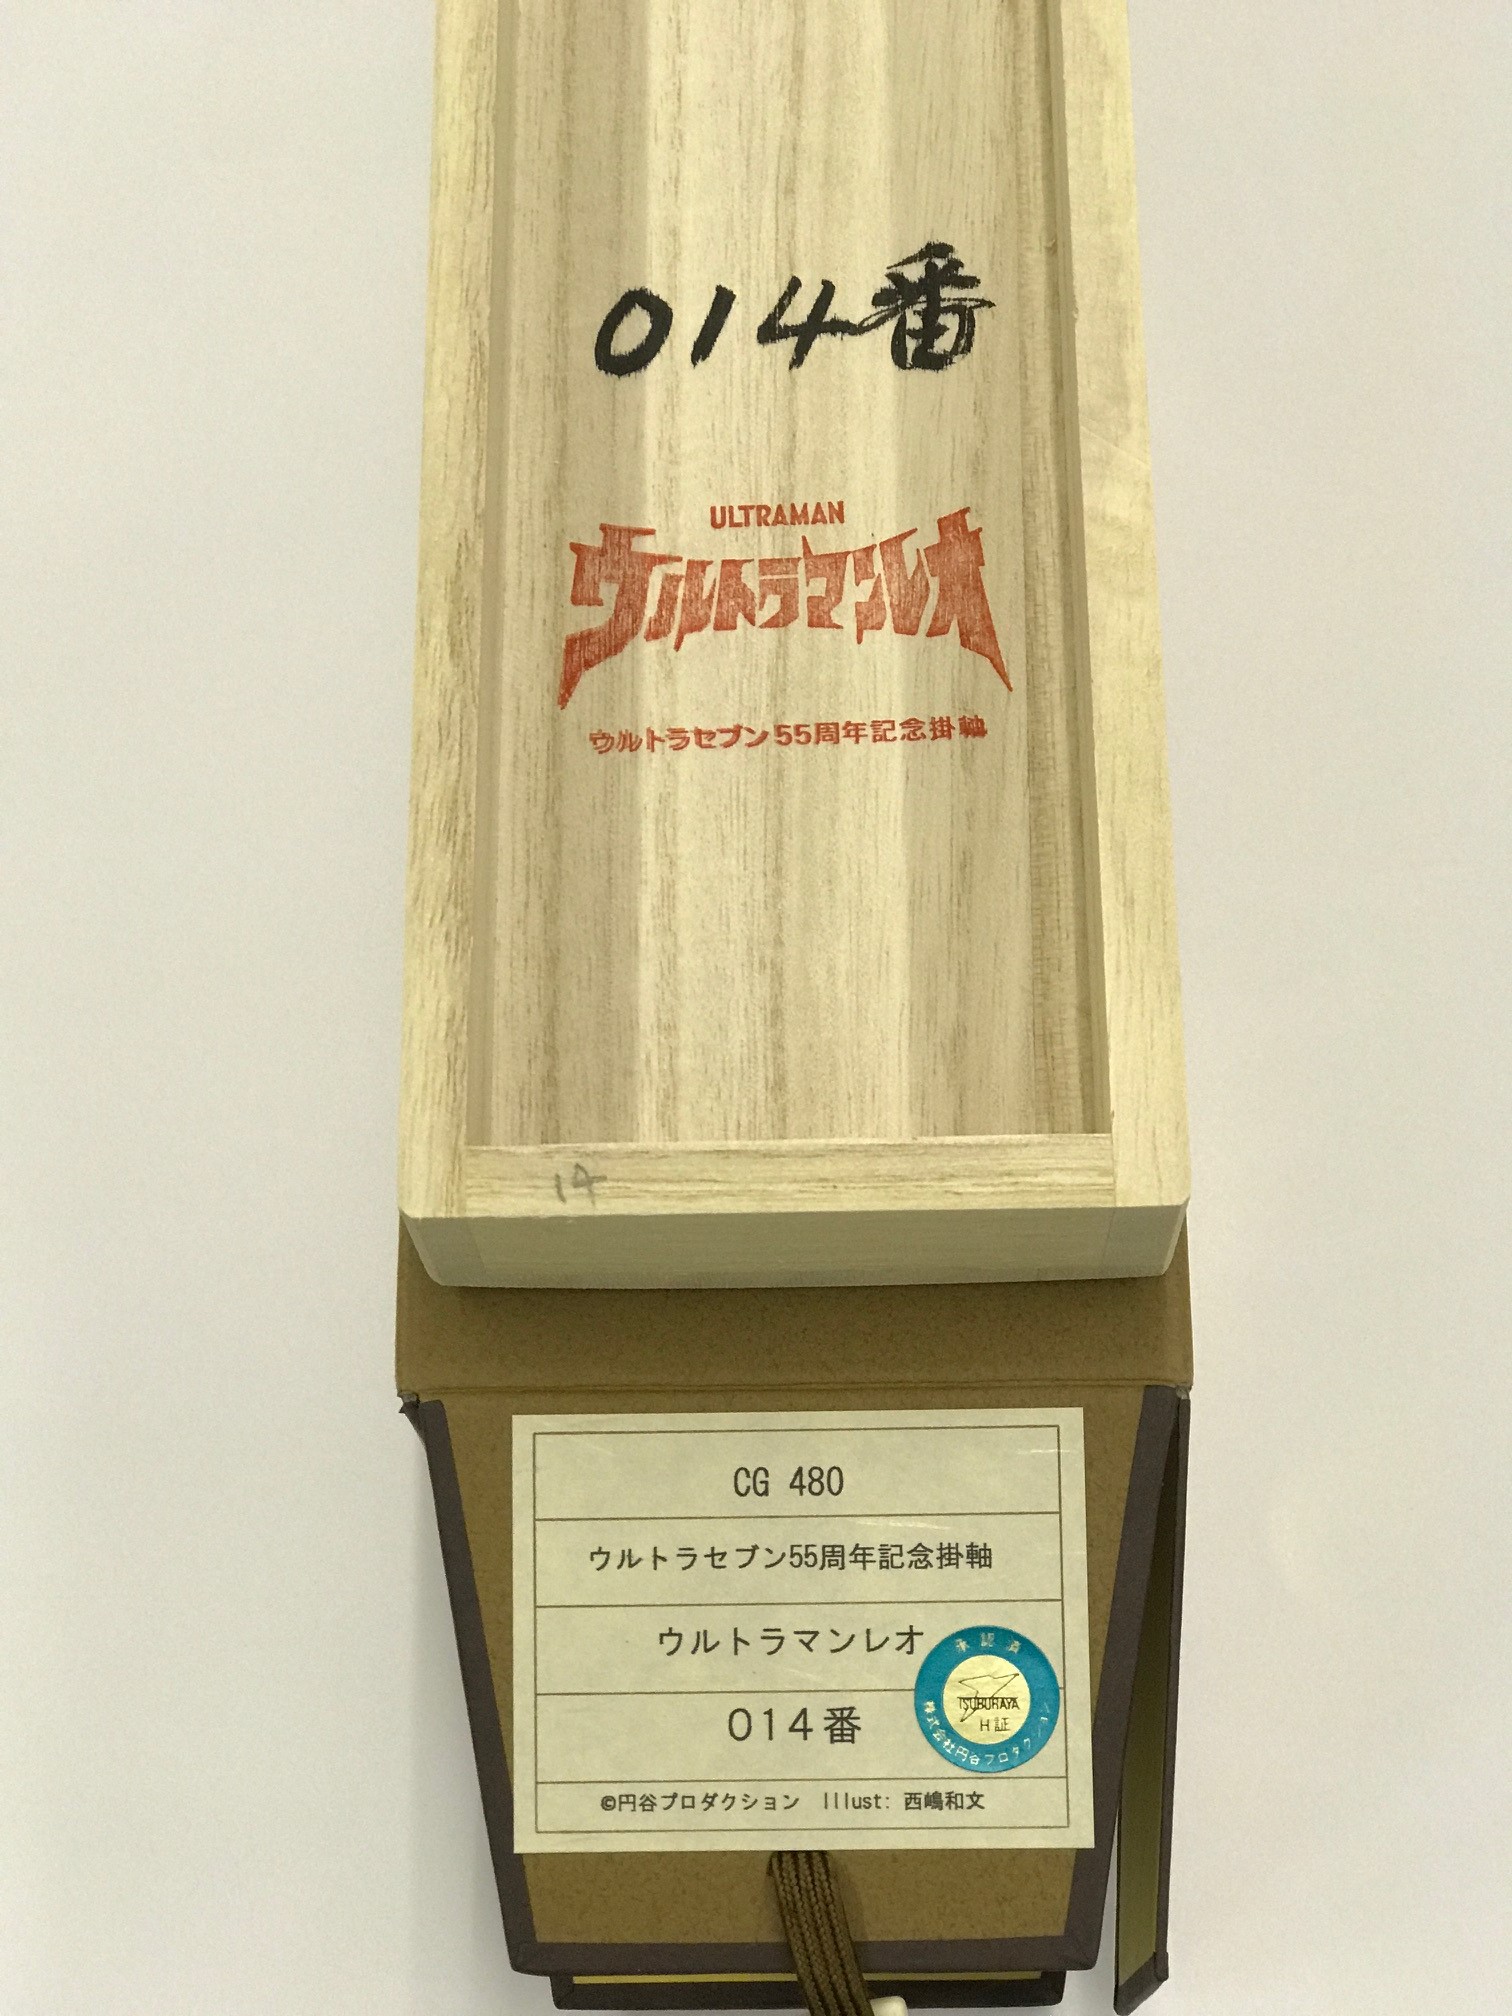 014番
ULTRAMAN
ウルトラマンレオ
ウルトラセブン55周年記念掛軸
14
CG 480
ウルトラセブン55周年記念掛軸
ウルトラマンレオ
014番
承認済
TSUBURAYA
H証
株式会社円谷プロダクション
©円谷プロダクション Illust: 西嶋和文